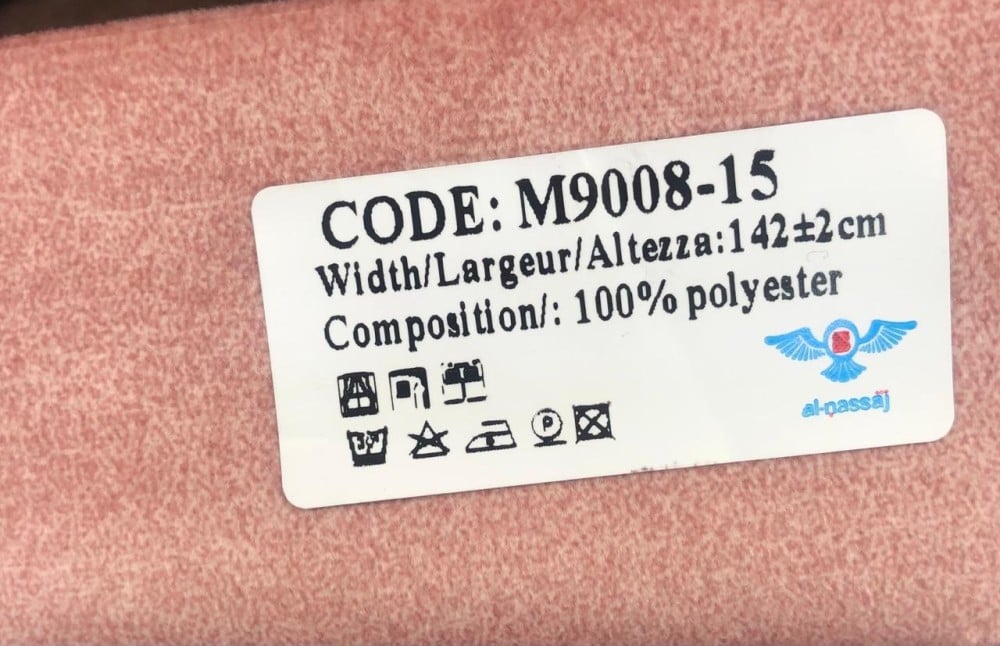 CODE: M9008-15
Width/Largeur/Altezza:142±2cm
Composition/: 100% polyester
P
al-nassaj